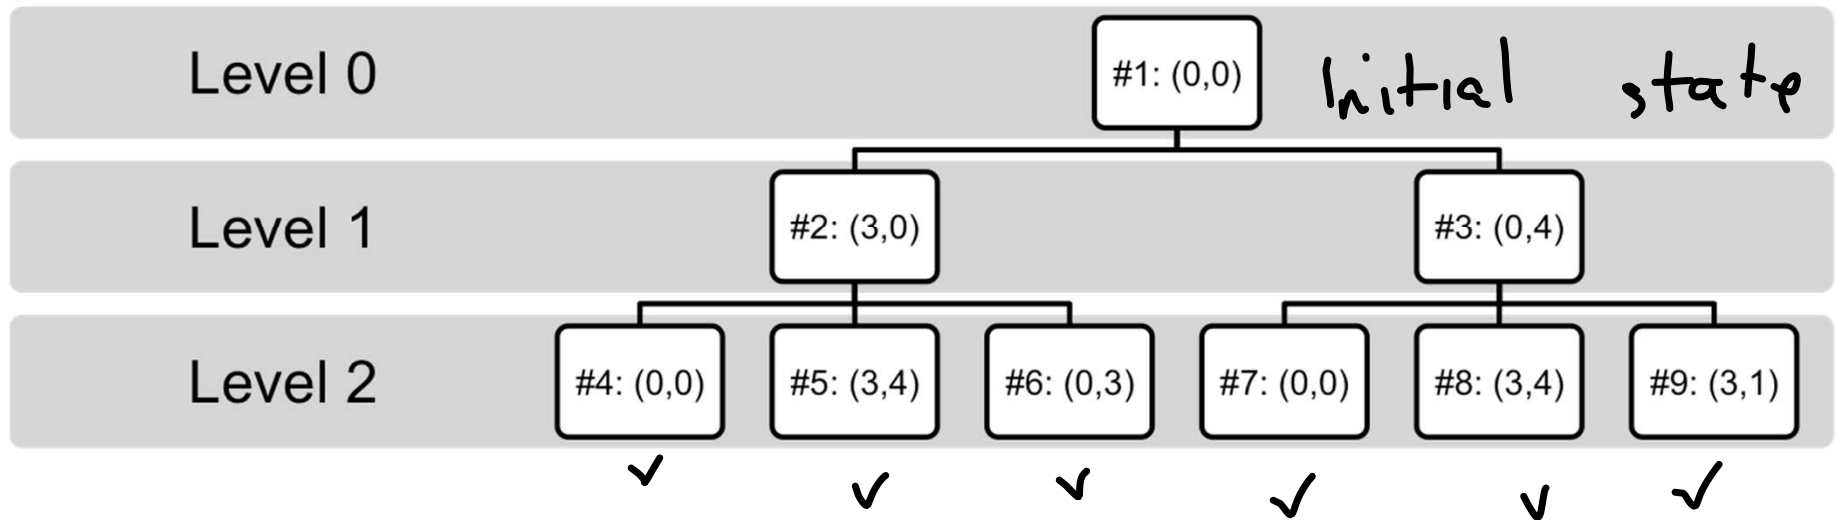 Level 0 #1: (0,0) Initial state
Level 1 #2: (3,0) #3: (0,4)
Level 2 #4: (0,0) #5: (3,4) #6: (0,3) #7: (0,0) #8: (3,4) #9: (3,1)
✓ ✓ ✓ ✓ ✓ ✓